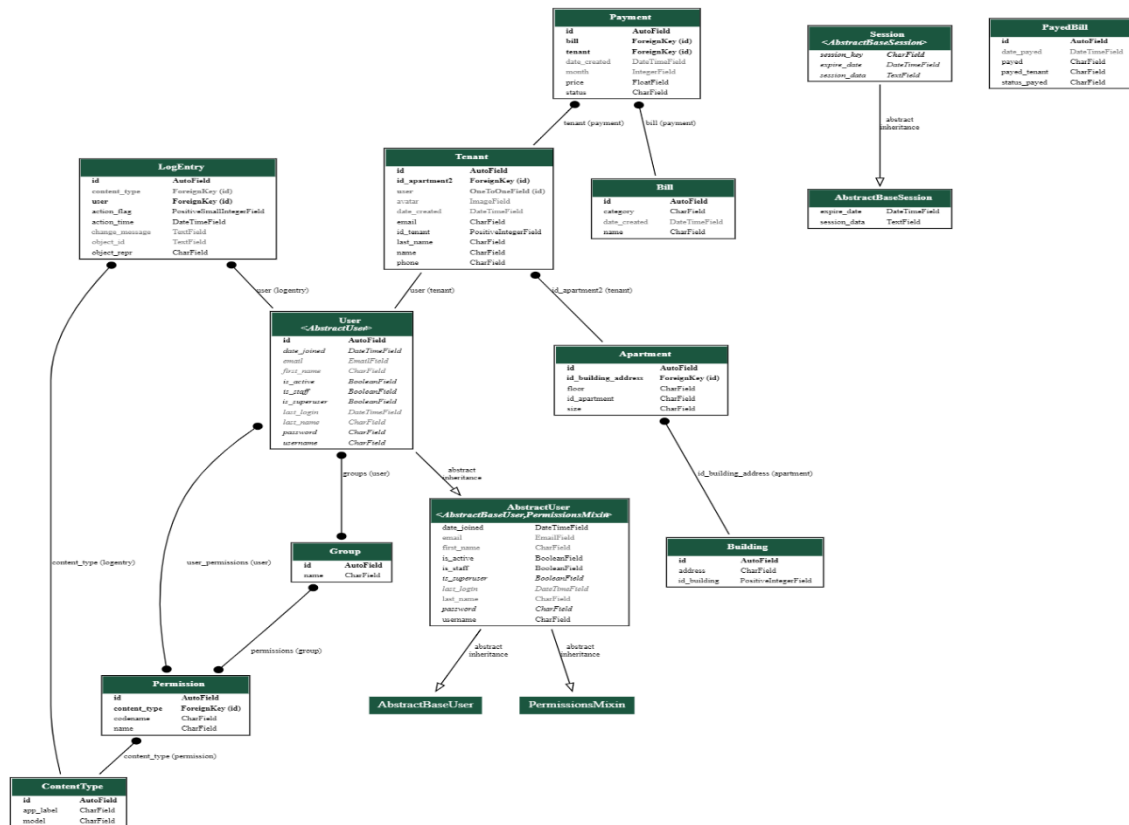 Payment
id AutoField
bill ForeignKey (id)
tenant ForeignKey (id)
date_created DateTimeField
month IntegerField
price FloatField
status CharField
Session
<AbstractBaseSession>
session_key CharField
expire_date DateTimeField
session_data TextField
PayedBill
id AutoField
date_payed DateTimeField
payed CharField
payed_tenant CharField
status_payed CharField
tenant (payment)
bill (payment)
abstract
inheritance
LogEntry
id AutoField
content_type ForeignKey (id)
user ForeignKey (id)
action_flag PositiveSmallIntegerField
action_time DateTimeField
change_message TextField
object_id TextField
object_repr CharField
Tenant
id AutoField
id_apartment2 ForeignKey (id)
user OneToOneField (id)
avatar ImageField
date_created DateTimeField
email CharField
id_tenant PositiveIntegerField
last_name CharField
name CharField
phone CharField
Bill
id AutoField
category CharField
date_created DateTimeField
name CharField
AbstractBaseSession
expire_date DateTimeField
session_data TextField
user (logentry)
user (tenant)
id_apartment2 (tenant)
User
<AbstractUser>
id AutoField
date_joined DateTimeField
email EmailField
first_name CharField
is_active BooleanField
is_staff BooleanField
is_superuser BooleanField
last_login DateTimeField
last_name CharField
password CharField
username CharField
Apartment
id AutoField
id_building_address ForeignKey (id)
floor CharField
id_apartment CharField
size CharField
groups (user)
abstract
inheritance
id_building_address (apartment)
AbstractUser
<AbstractBaseUser,PermissionsMixin>
date_joined DateTimeField
email EmailField
first_name CharField
is_active BooleanField
is_staff BooleanField
is_superuser BooleanField
last_login DateTimeField
last_name CharField
password CharField
username CharField
content_type (logentry)
user_permissions (user)
Group
id AutoField
name CharField
Building
id AutoField
address CharField
id_building PositiveIntegerField
permissions (group)
abstract
inheritance
abstract
inheritance
Permission
id AutoField
content_type ForeignKey (id)
codename CharField
name CharField
AbstractBaseUser
PermissionsMixin
content_type (permission)
ContentType
id AutoField
app_label CharField
model CharField